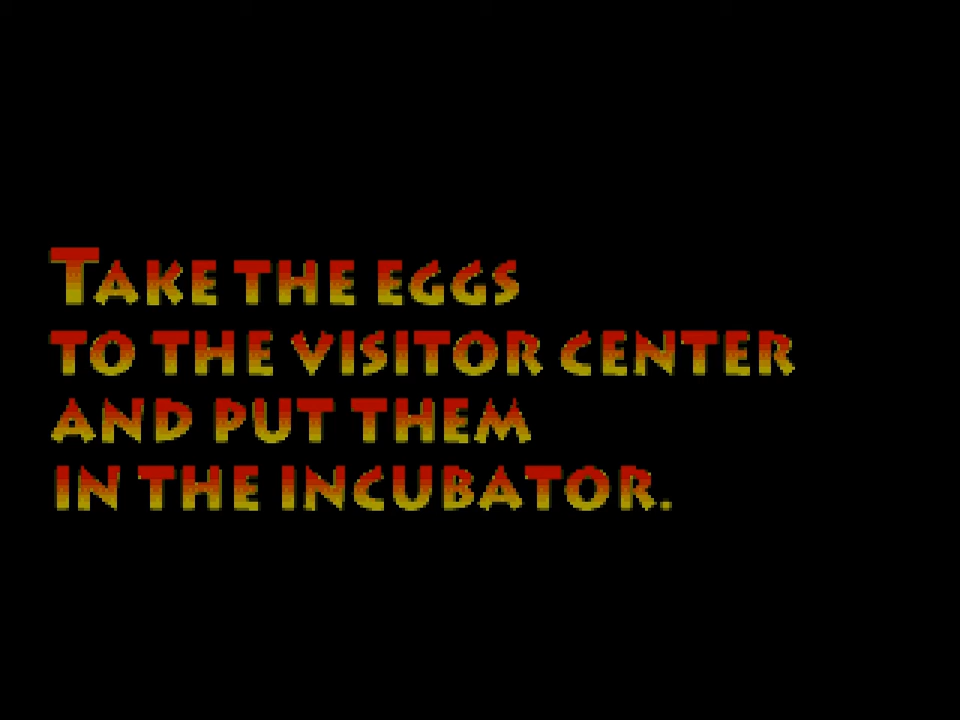 TAKE THE EGGS
TO THE VISITOR CENTER
AND PUT THEM
IN THE INCUBATOR.